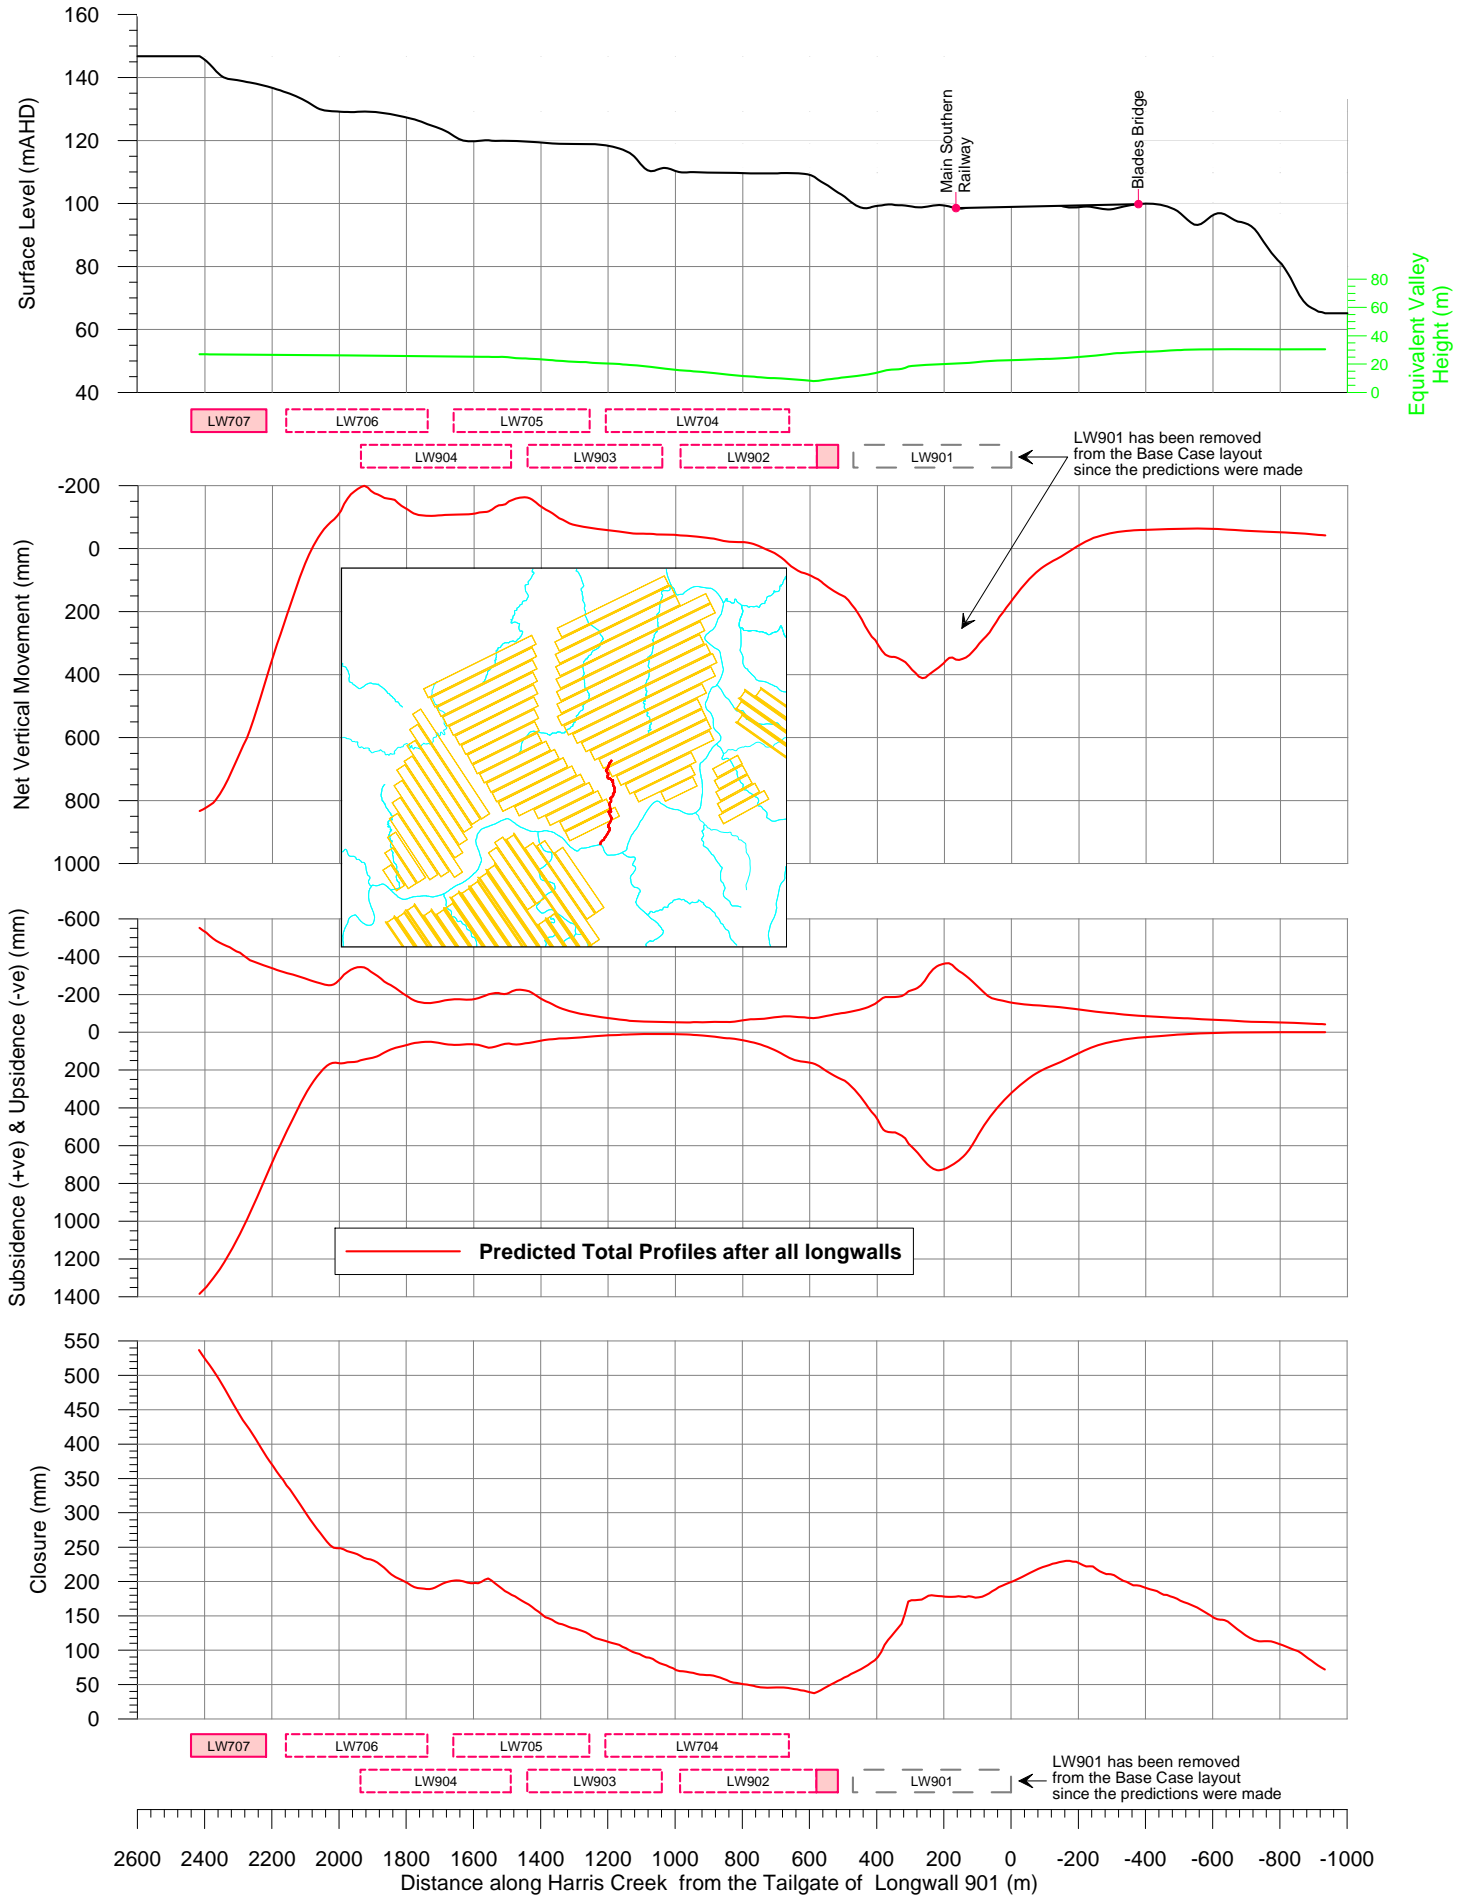 160
140
120
100
80
60
40
Surface Level (mAHD)
Main Southern
Railway
Blades Bridge
80
60
40
20
0
Equivalent Valley
Height (m)
LW707
LW706
LW705
LW704
LW904
LW903
LW902
LW901
LW901 has been removed
from the Base Case layout
since the predictions were made
-200
0
200
400
600
800
1000
Net Vertical Movement (mm)
-600
-400
-200
0
200
400
600
800
1000
1200
1400
Subsidence (+ve) & Upsidence (-ve) (mm)
Predicted Total Profiles after all longwalls
550
500
450
400
350
300
250
200
150
100
50
0
Closure (mm)
LW707
LW706
LW705
LW704
LW904
LW903
LW902
LW901
LW901 has been removed
from the Base Case layout
since the predictions were made
2600 2400 2200 2000 1800 1600 1400 1200 1000 800 600 400 200 0 -200 -400 -600 -800 -1000
Distance along Harris Creek from the Tailgate of Longwall 901 (m)